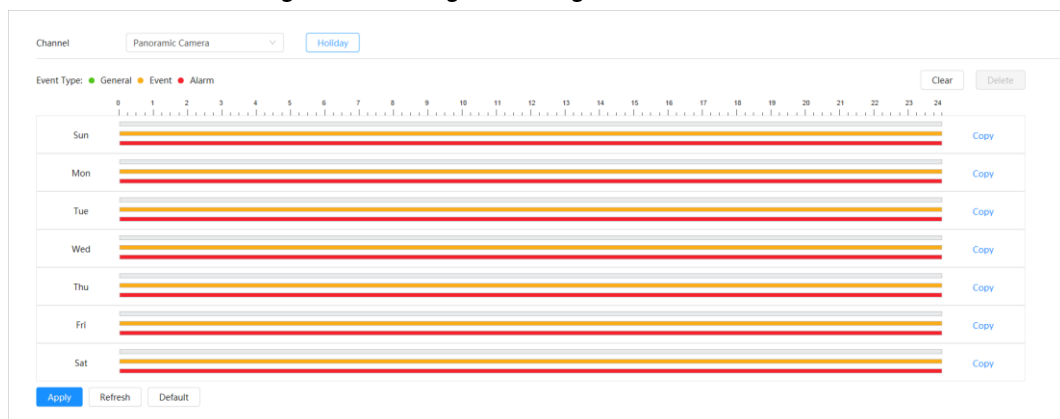 Channel Panoramic Camera Holiday
Event Type: General Event Alarm Clear Delete
0 1 2 3 4 5 6 7 8 9 10 11 12 13 14 15 16 17 18 19 20 21 22 23 24
Sun Copy
Mon Copy
Tue Copy
Wed Copy
Thu Copy
Fri Copy
Sat Copy
Apply Refresh Default